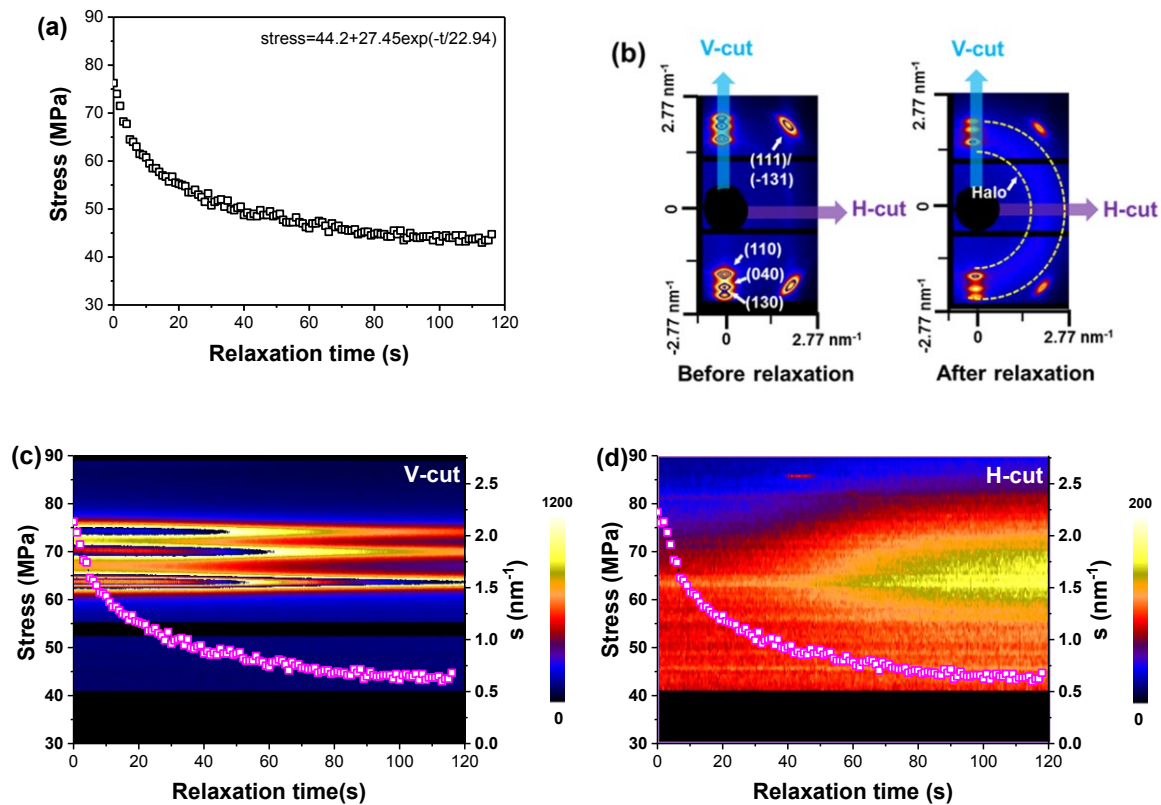 (a)
stress=44.2+27.45exp(-t/22.94)
90
80
70
60
50
40
30
Stress (MPa)
0 20 40 60 80 100 120
Relaxation time (s)
(b)
V-cut
V-cut
2.77 nm⁻¹
0
-2.77 nm⁻¹
(111)/
(-131)
H-cut
(110)
(040)
(130)
0 2.77 nm⁻¹
Before relaxation
2.77 nm⁻¹
0
-2.77 nm⁻¹
Halo
H-cut
0 2.77 nm⁻¹
After relaxation
(c)
V-cut
90
80
70
60
50
40
30
Stress (MPa)
2.5
2.0
1.5
1.0
0.5
0.0
s (nm⁻¹)
1200
0
0 20 40 60 80 100 120
Relaxation time(s)
(d)
H-cut
90
80
70
60
50
40
30
Stress (MPa)
2.5
2.0
1.5
1.0
0.5
0.0
s (nm⁻¹)
200
0
0 20 40 60 80 100 120
Relaxation time (s)